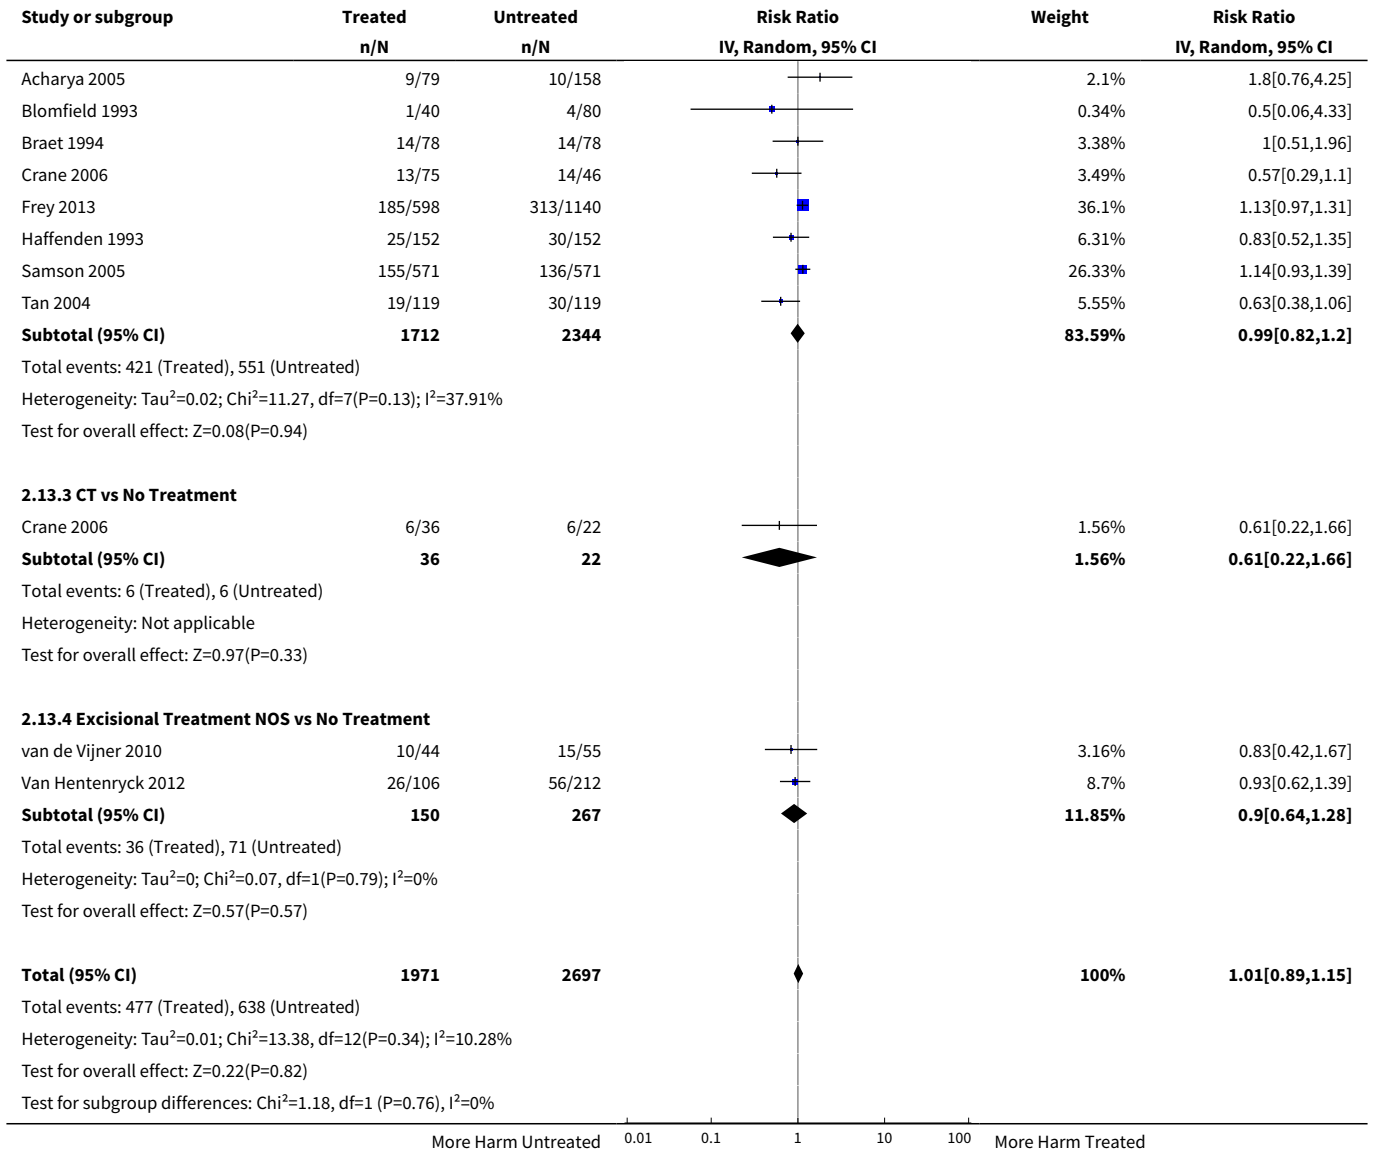 Study or subgroup Treated Untreated Risk Ratio Weight Risk Ratio
n/N n/N IV, Random, 95% CI IV, Random, 95% CI
Acharya 2005 9/79 10/158 2.1% 1.8[0.76,4.25]
Blomfield 1993 1/40 4/80 0.34% 0.5[0.06,4.33]
Braet 1994 14/78 14/78 3.38% 1[0.51,1.96]
Crane 2006 13/75 14/46 3.49% 0.57[0.29,1.1]
Frey 2013 185/598 313/1140 36.1% 1.13[0.97,1.31]
Haffenden 1993 25/152 30/152 6.31% 0.83[0.52,1.35]
Samson 2005 155/571 136/571 26.33% 1.14[0.93,1.39]
Tan 2004 19/119 30/119 5.55% 0.63[0.38,1.06]
Subtotal (95% CI) 1712 2344 83.59% 0.99[0.82,1.2]
Total events: 421 (Treated), 551 (Untreated)
Heterogeneity: Tau²=0.02; Chi²=11.27, df=7(P=0.13); I²=37.91%
Test for overall effect: Z=0.08(P=0.94)
2.13.3 CT vs No Treatment
Crane 2006 6/36 6/22 1.56% 0.61[0.22,1.66]
Subtotal (95% CI) 36 22 1.56% 0.61[0.22,1.66]
Total events: 6 (Treated), 6 (Untreated)
Heterogeneity: Not applicable
Test for overall effect: Z=0.97(P=0.33)
2.13.4 Excisional Treatment NOS vs No Treatment
van de Vijner 2010 10/44 15/55 3.16% 0.83[0.42,1.67]
Van Hentenryck 2012 26/106 56/212 8.7% 0.93[0.62,1.39]
Subtotal (95% CI) 150 267 11.85% 0.9[0.64,1.28]
Total events: 36 (Treated), 71 (Untreated)
Heterogeneity: Tau²=0; Chi²=0.07, df=1(P=0.79); I²=0%
Test for overall effect: Z=0.57(P=0.57)
Total (95% CI) 1971 2697 100% 1.01[0.89,1.15]
Total events: 477 (Treated), 638 (Untreated)
Heterogeneity: Tau²=0.01; Chi²=13.38, df=12(P=0.34); I²=10.28%
Test for overall effect: Z=0.22(P=0.82)
Test for subgroup differences: Chi²=1.18, df=1 (P=0.76), I²=0%
More Harm Untreated 0.01 0.1 1 10 100 More Harm Treated